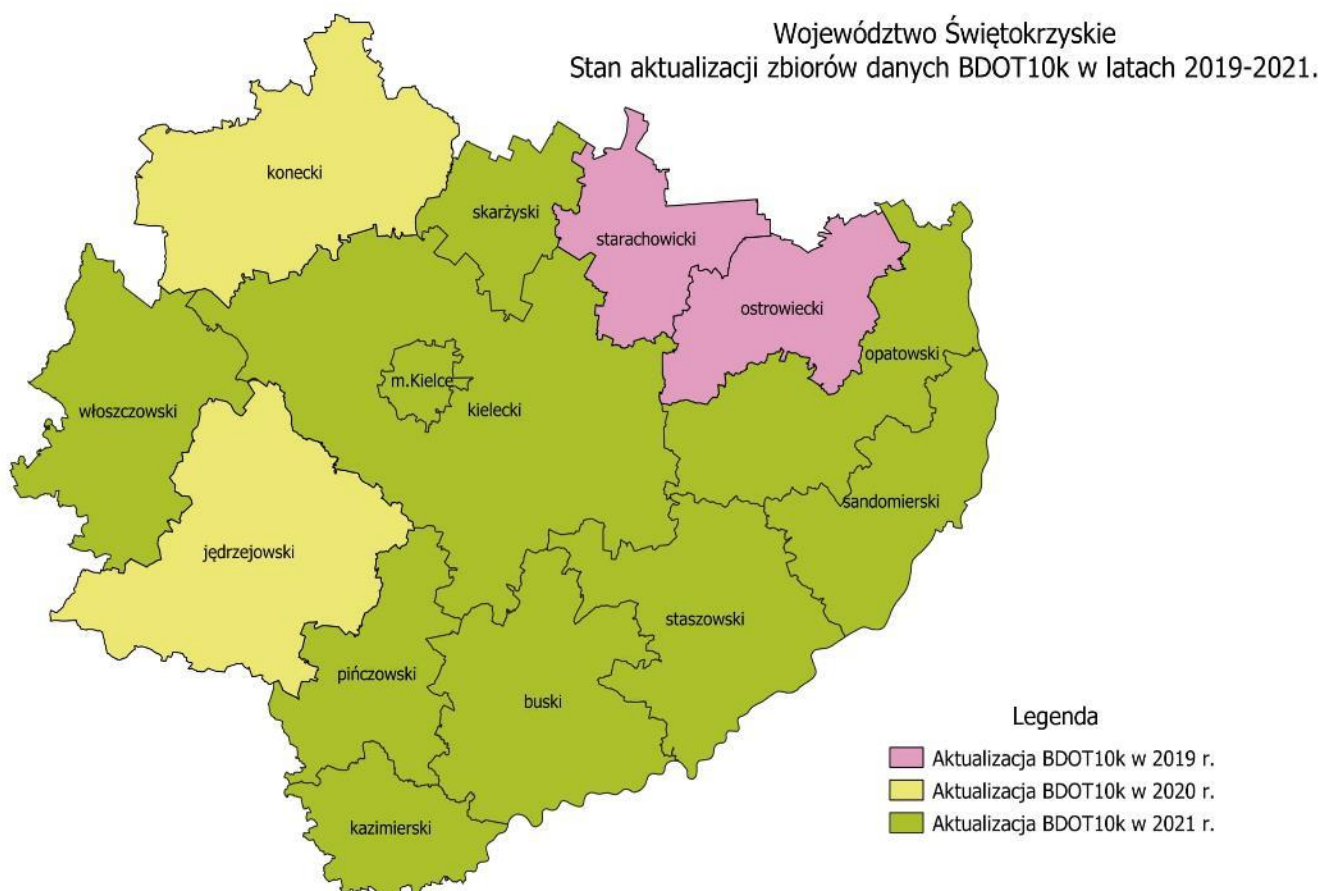 Województwo Świętokrzyskie
Stan aktualizacji zbiorów danych BDOT10k w latach 2019-2021.
konecki
skarżyski
starachowicki
ostrowiecki
opatowski
m.Kielce
kielecki
włoszczowski
sandomierski
jędrzejowski
staszowski
pińczowski
buski
kazimierski
Legenda
Aktualizacja BDOT10k w 2019 r.
Aktualizacja BDOT10k w 2020 r.
Aktualizacja BDOT10k w 2021 r.